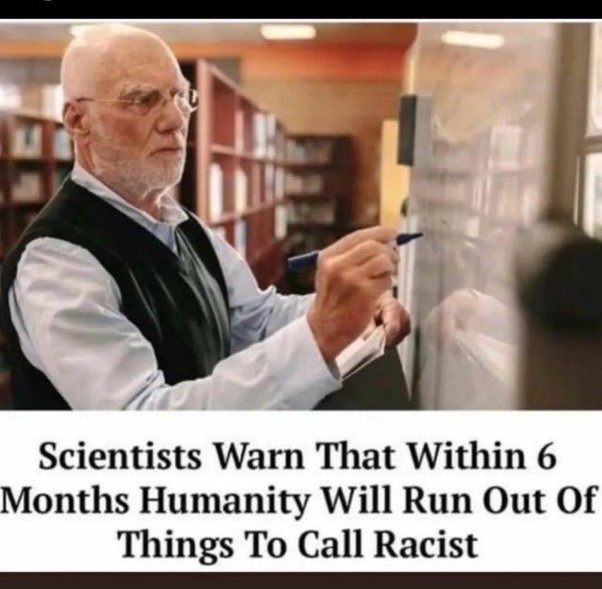 Scientists Warn That Within 6
Months Humanity Will Run Out Of
Things To Call Racist